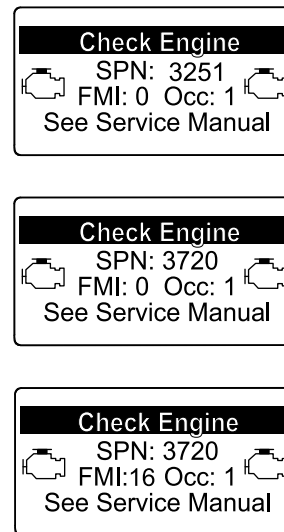 Check Engine
SPN: 3251
FMI: 0 Occ: 1
See Service Manual
Check Engine
SPN: 3720
FMI: 0 Occ: 1
See Service Manual
Check Engine
SPN: 3720
FMI:16 Occ: 1
See Service Manual